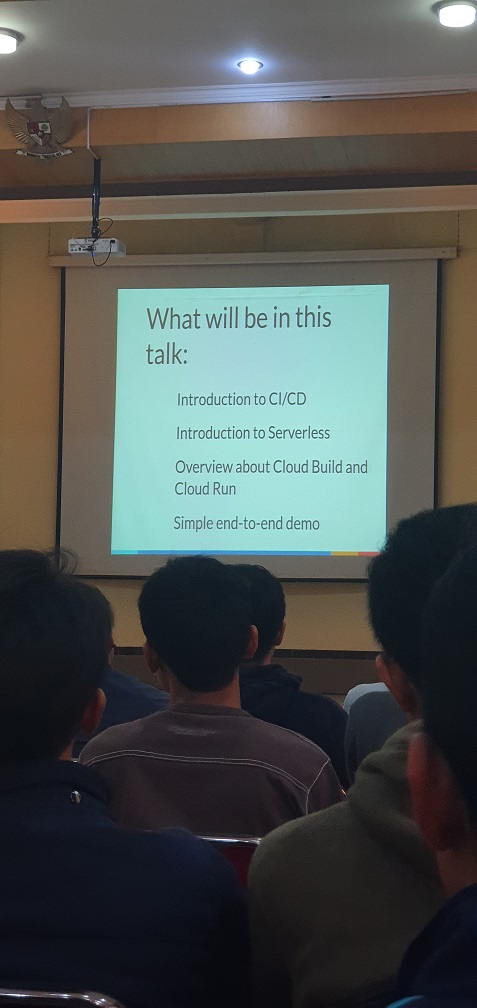 What will be in this
talk:
Introduction to CI/CD
Introduction to Serverless
Overview about Cloud Build and
Cloud Run
Simple end-to-end demo